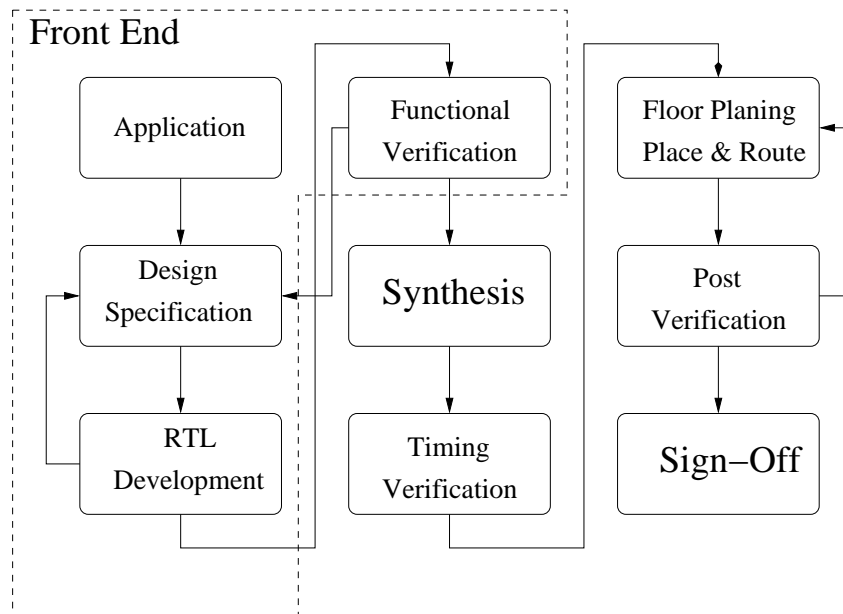 Front End
Application
Design
Specification
RTL
Development
Functional
Verification
Synthesis
Timing
Verification
Floor Planing
Place & Route
Post
Verification
Sign−Off